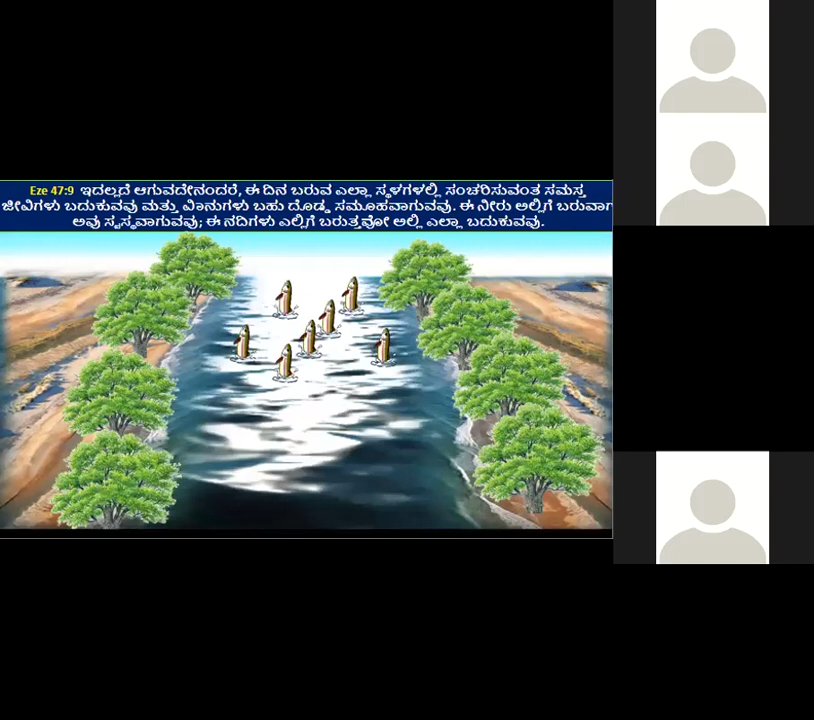 Eze 47:9 ಇದಲ್ಲದೆ ಆಗುವದೇನಂದರೆ, ಈ ದಿನ ಬರುವ ಎಲ್ಲಾ ಸ್ಥಳಗಳಲ್ಲಿ ಸಂಚರಿಸುವಂತ ಸಮಸ್ತ
ಜೀವಿಗಳು ಬದುಕುವವು ಮತ್ತು ವಿಾನುಗಳು ಬಹು ದೊಡ್ಡ ಸಮೂಹವಾಗುವವು. ಈ ನೀರು ಅಲ್ಲಿಗೆ ಬರುವಾಗ
ಅವು ಸ್ವಸ್ಥವಾಗುವವು; ಈ ನದಿಗಳು ಎಲ್ಲಿಗೆ ಬರುತ್ತವೋ ಅಲ್ಲಿ ಎಲ್ಲಾ ಬದುಕುವವು.